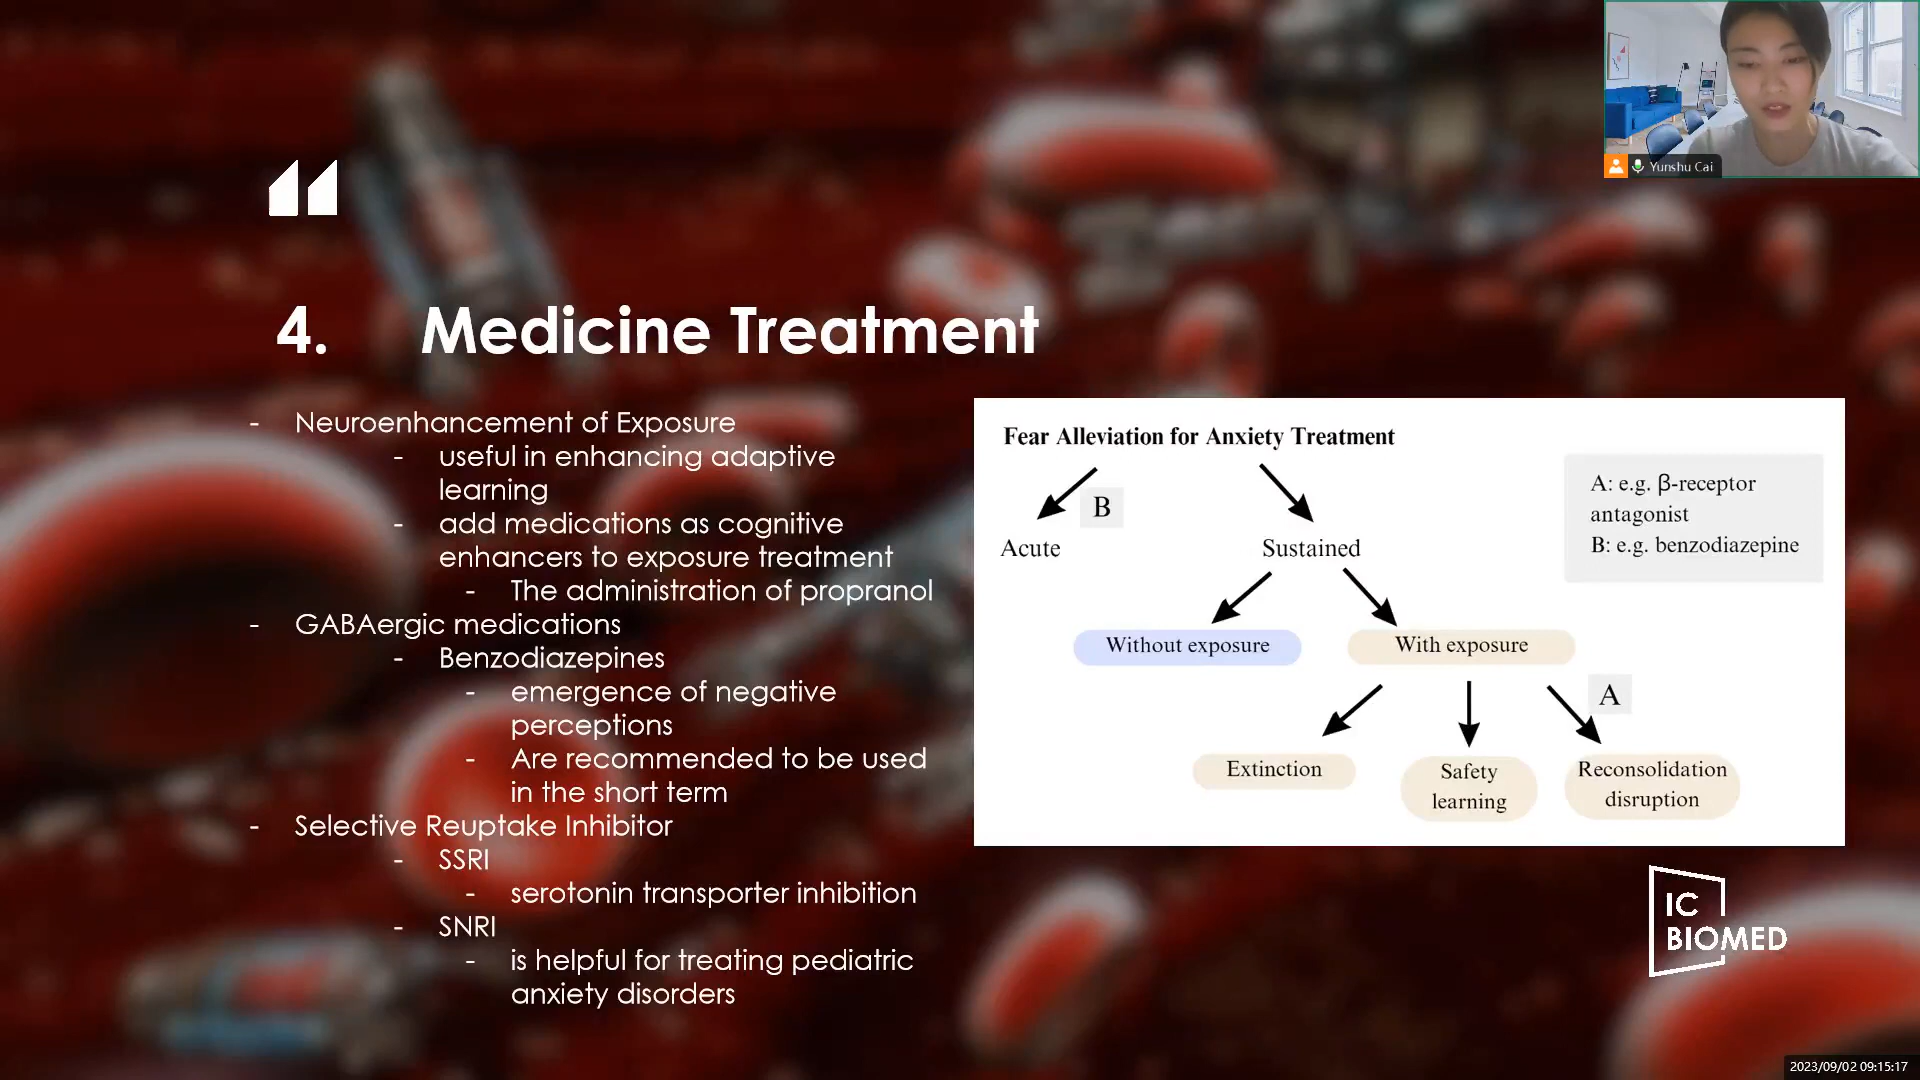 Yunshu Cai
4. Medicine Treatment
- Neuroenhancement of Exposure
- useful in enhancing adaptive
learning
- add medications as cognitive
enhancers to exposure treatment
- The administration of propranol
- GABAergic medications
- Benzodiazepines
- emergence of negative
perceptions
- Are recommended to be used
in the short term
- Selective Reuptake Inhibitor
- SSRI
- serotonin transporter inhibition
- SNRI
- is helpful for treating pediatric
anxiety disorders
Fear Alleviation for Anxiety Treatment
A: e.g. β-receptor
antagonist
B: e.g. benzodiazepine
B
Acute
Sustained
Without exposure
With exposure
A
Extinction
Safety
learning
Reconsolidation
disruption
IC
BIOMED
2023/09/02 09:15:17